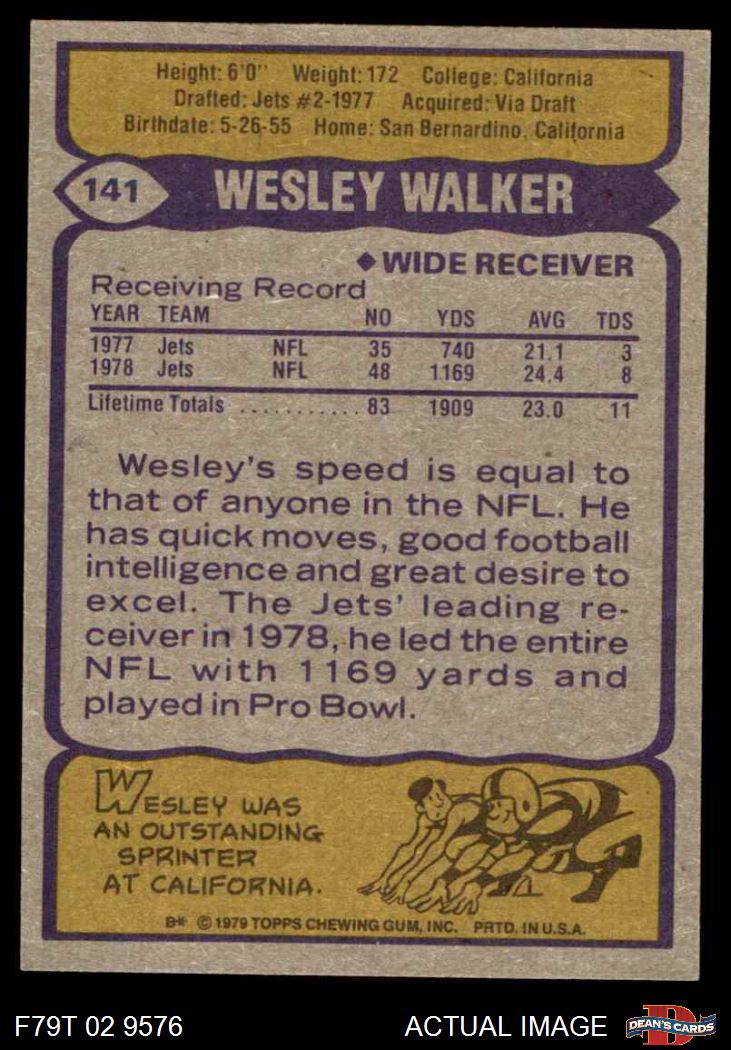 Height: 6'0" Weight: 172 College: California
Drafted: Jets #2-1977 Acquired: Via Draft
Birthdate: 5-26-55 Home: San Bernardino, California
141 WESLEY WALKER
◆ WIDE RECEIVER
Receiving Record
YEAR TEAM NO YDS AVG TDS
1977 Jets NFL 35 740 21.1 3
1978 Jets NFL 48 1169 24.4 8
Lifetime Totals ........... 83 1909 23.0 11
Wesley's speed is equal to
that of anyone in the NFL. He
has quick moves, good football
intelligence and great desire to
excel. The Jets' leading re-
ceiver in 1978, he led the entire
NFL with 1169 yards and
played in Pro Bowl.
WESLEY WAS
AN OUTSTANDING
SPRINTER
AT CALIFORNIA.
B* © 1979 TOPPS CHEWING GUM, INC. PRTD. IN U.S.A.
F79T 02 9576 ACTUAL IMAGE D DEAN'S CARDS